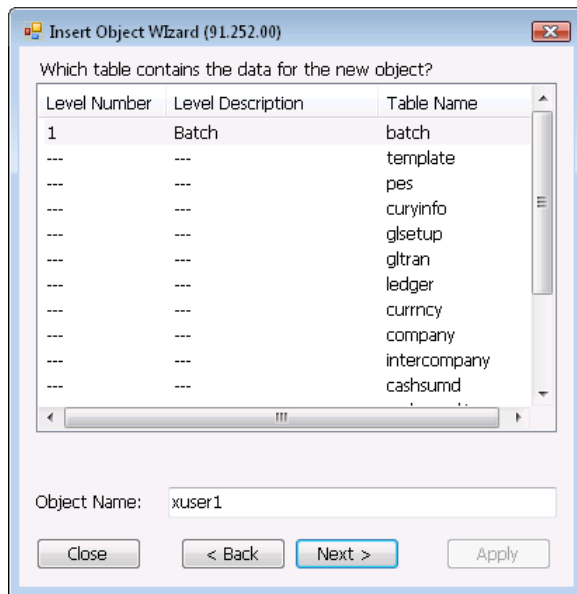 Insert Object WIzard (91.252.00)
Which table contains the data for the new object?
Level Number Level Description Table Name
1 Batch batch
--- --- template
--- --- pes
--- --- curyinfo
--- --- glsetup
--- --- gltran
--- --- ledger
--- --- currncy
--- --- company
--- --- intercompany
--- --- cashsumd
Object Name: xuser1
Close < Back Next > Apply